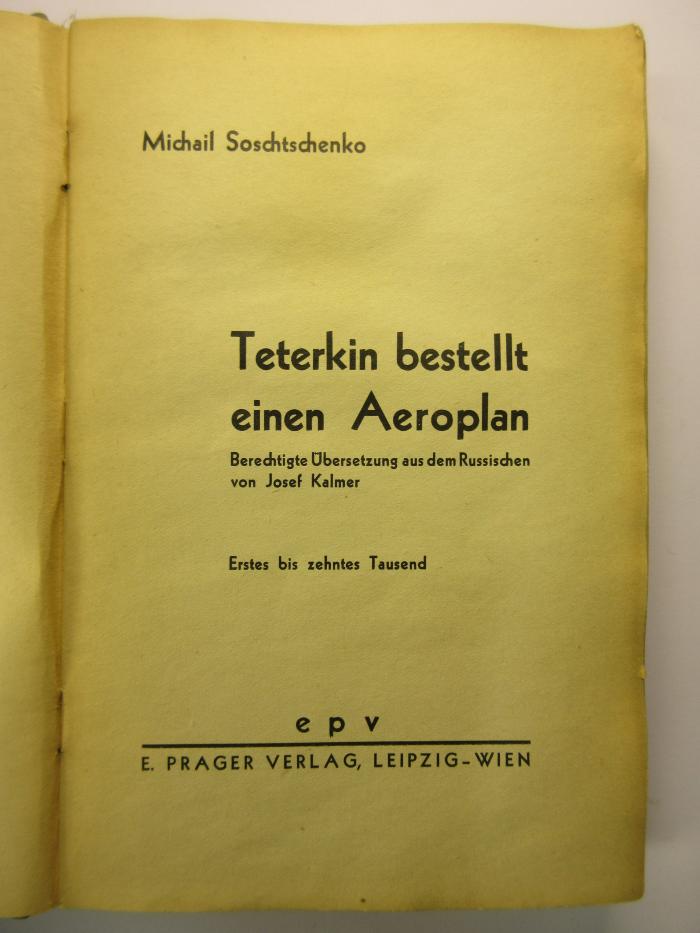 Michail Soschtschenko
Teterkin bestellt
einen Aeroplan
Berechtigte Übersetzung aus dem Russischen
von Josef Kalmer
Erstes bis zehntes Tausend
epv
E. PRAGER VERLAG, LEIPZIG-WIEN